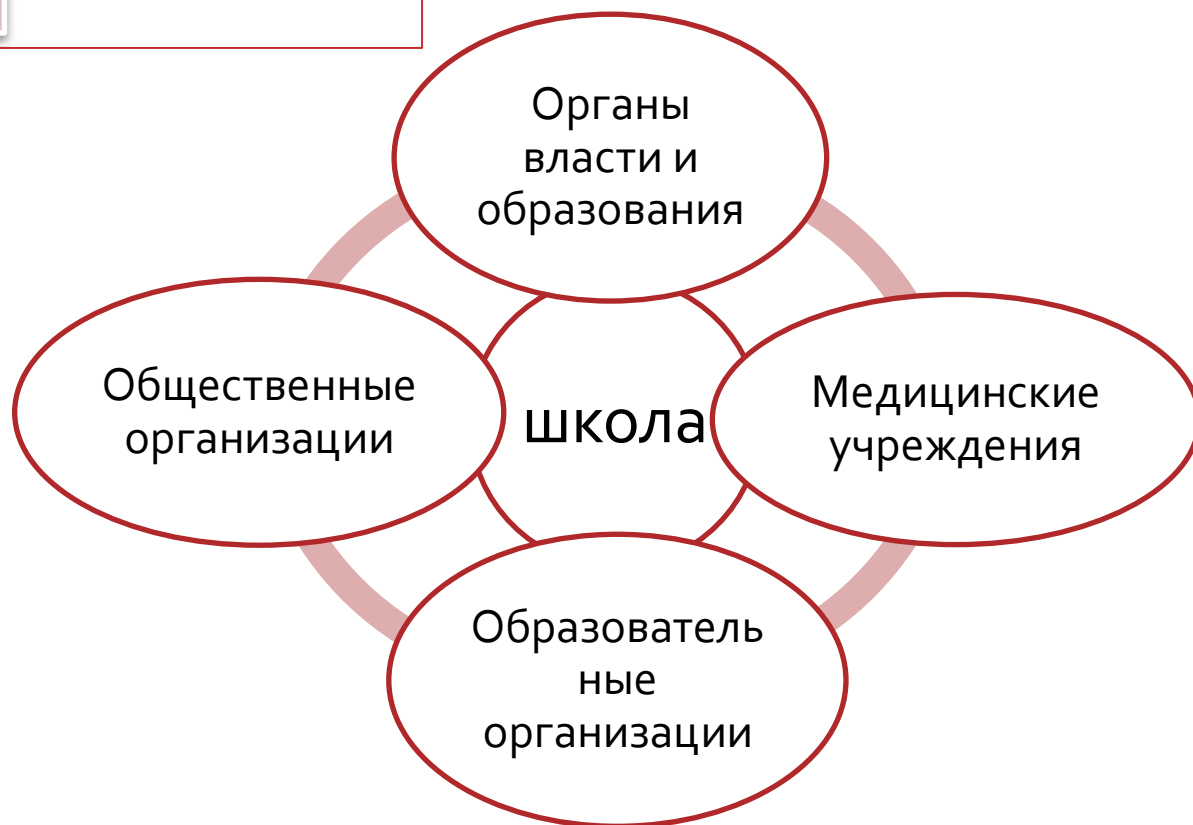 Органы
власти и
образования
Общественные
организации
школа
Медицинские
учреждения
Образователь
ные
организации